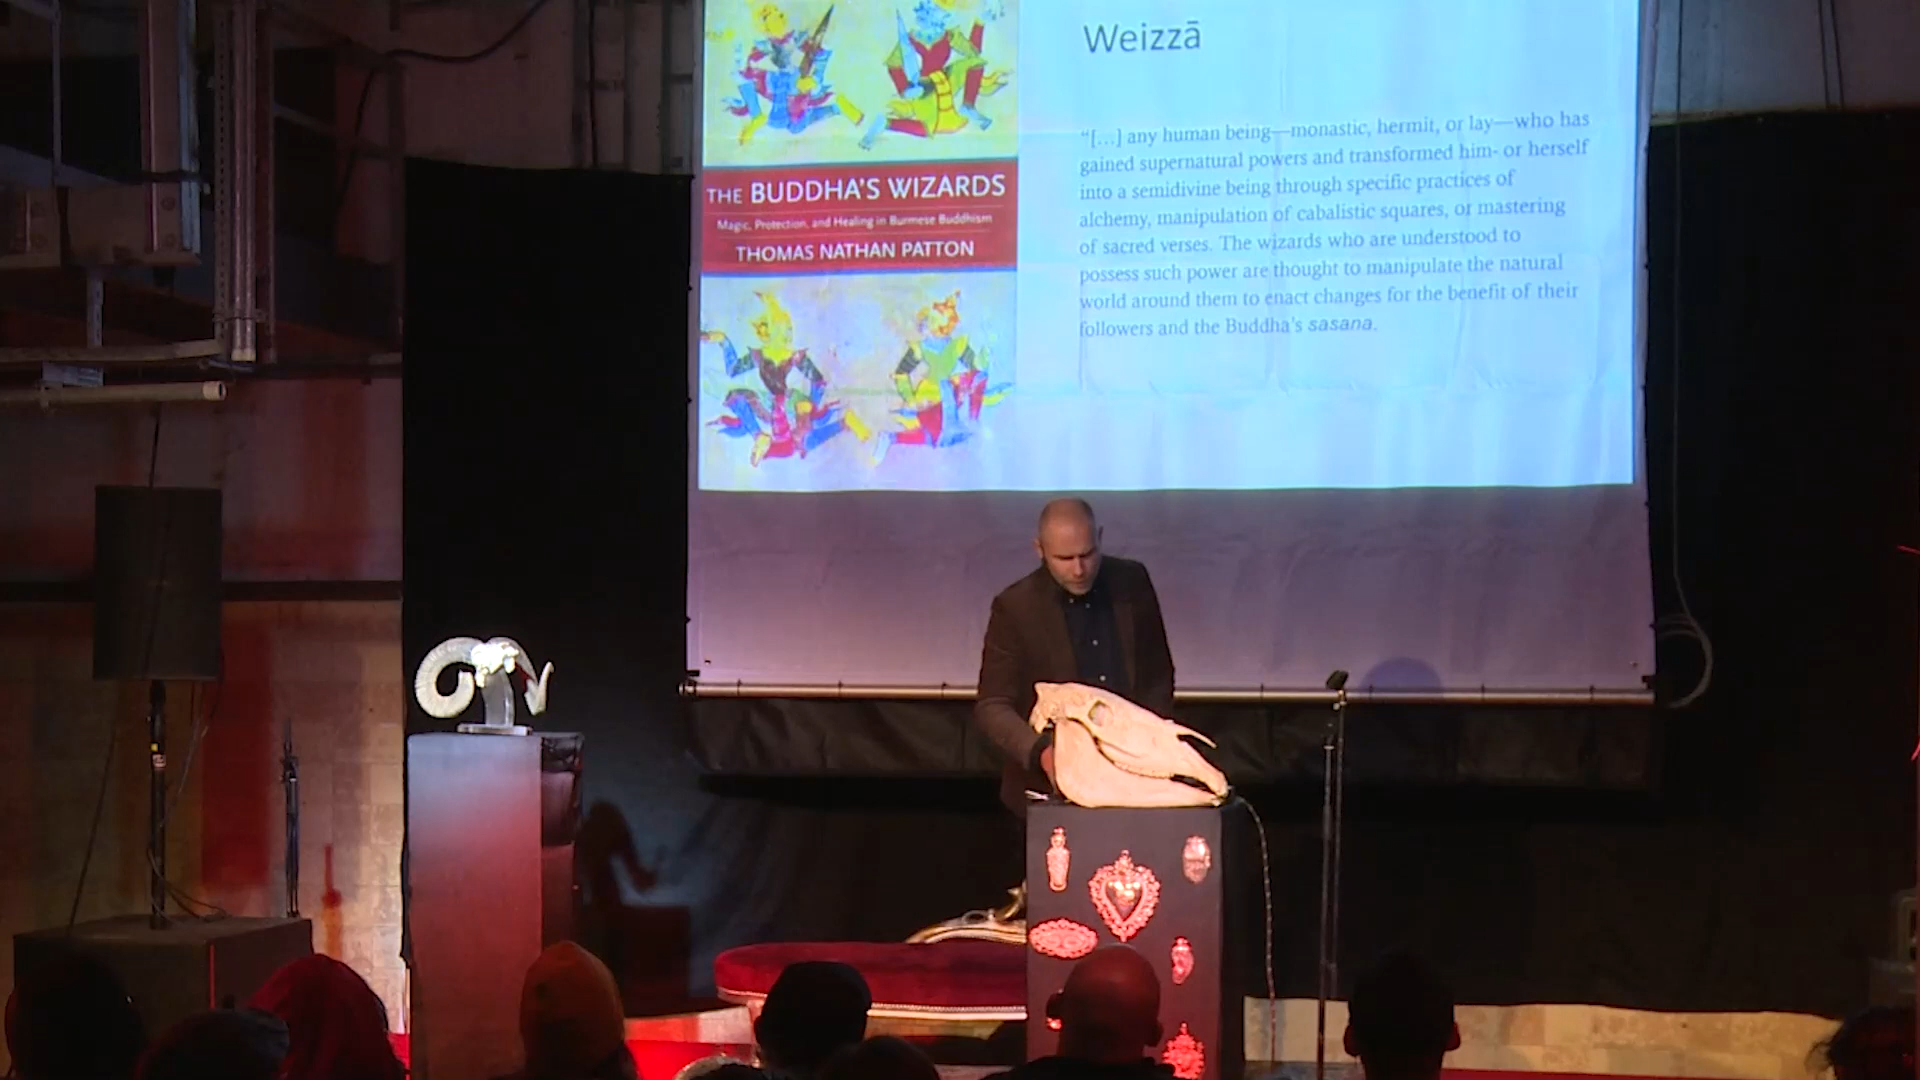 THE BUDDHA'S WIZARDS
Magic, Protection, and Healing in Burmese Buddhism
THOMAS NATHAN PATTON
Weizzā
“[...] any human being—monastic, hermit, or lay—who has
gained supernatural powers and transformed him- or herself
into a semidivine being through specific practices of
alchemy, manipulation of cabalistic squares, or mastering
of sacred verses. The wizards who are understood to
possess such power are thought to manipulate the natural
world around them to enact changes for the benefit of their
followers and the Buddha's sasana.